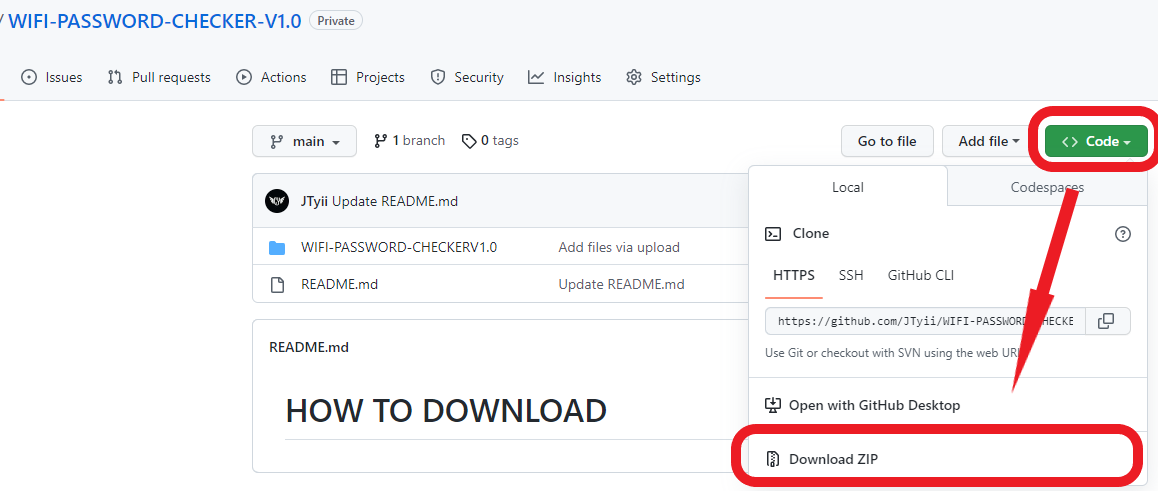 / WIFI-PASSWORD-CHECKER-V1.0 Private
Issues Pull requests Actions Projects Security Insights Settings
main 1 branch 0 tags Go to file Add file <> Code
Local Codespaces
JTyii Update README.md
Clone
WIFI-PASSWORD-CHECKERV1.0 Add files via upload
HTTPS SSH GitHub CLI
README.md Update README.md
https://github.com/JTyii/WIFI-PASSWORD-CHECKE
README.md
Use Git or checkout with SVN using the web URL
HOW TO DOWNLOAD
Open with GitHub Desktop
Download ZIP